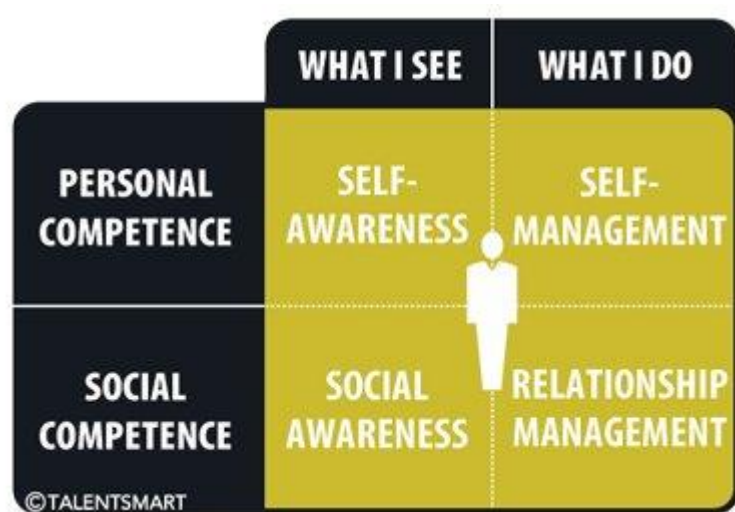 WHAT I SEE
WHAT I DO
PERSONAL
COMPETENCE
SELF-
AWARENESS
SELF-
MANAGEMENT
SOCIAL
COMPETENCE
SOCIAL
AWARENESS
RELATIONSHIP
MANAGEMENT
©TALENTSMART